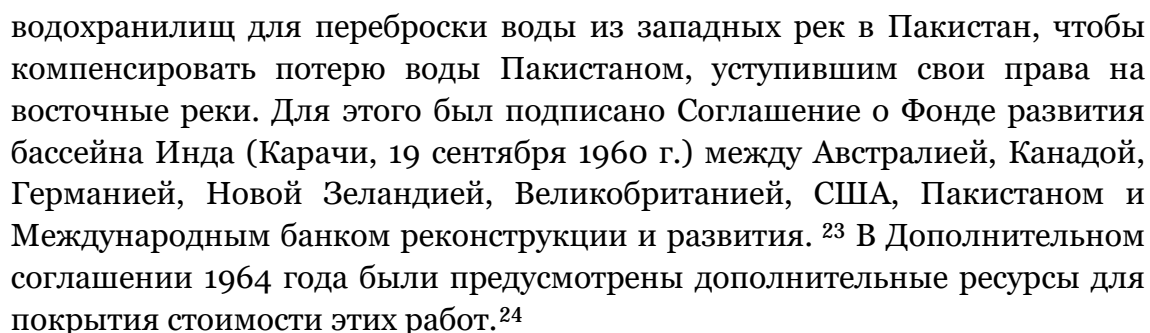 водохранилищ для переброски воды из западных рек в Пакистан, чтобы
компенсировать потерю воды Пакистаном, уступившим свои права на
восточные реки. Для этого был подписано Соглашение о Фонде развития
бассейна Инда (Карачи, 19 сентября 1960 г.) между Австралией, Канадой,
Германией, Новой Зеландией, Великобританией, США, Пакистаном и
Международным банком реконструкции и развития. ²³ В Дополнительном
соглашении 1964 года были предусмотрены дополнительные ресурсы для
покрытия стоимости этих работ.²⁴